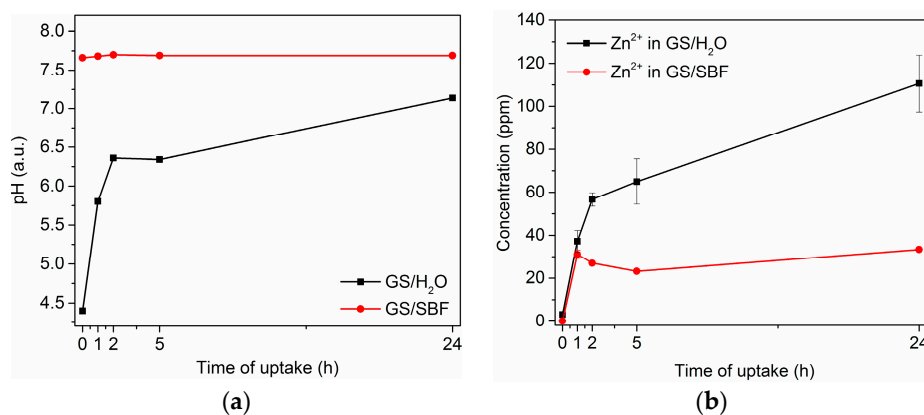 8.0
7.5
7.0
6.5
6.0
5.5
5.0
4.5
pH (a.u.)
GS/H₂O
GS/SBF
0 1 2 5 24
Time of uptake (h)
(a)
140
120
100
80
60
40
20
0
Concentration (ppm)
Zn²⁺ in GS/H₂O
Zn²⁺ in GS/SBF
0 1 2 5 24
Time of uptake (h)
(b)